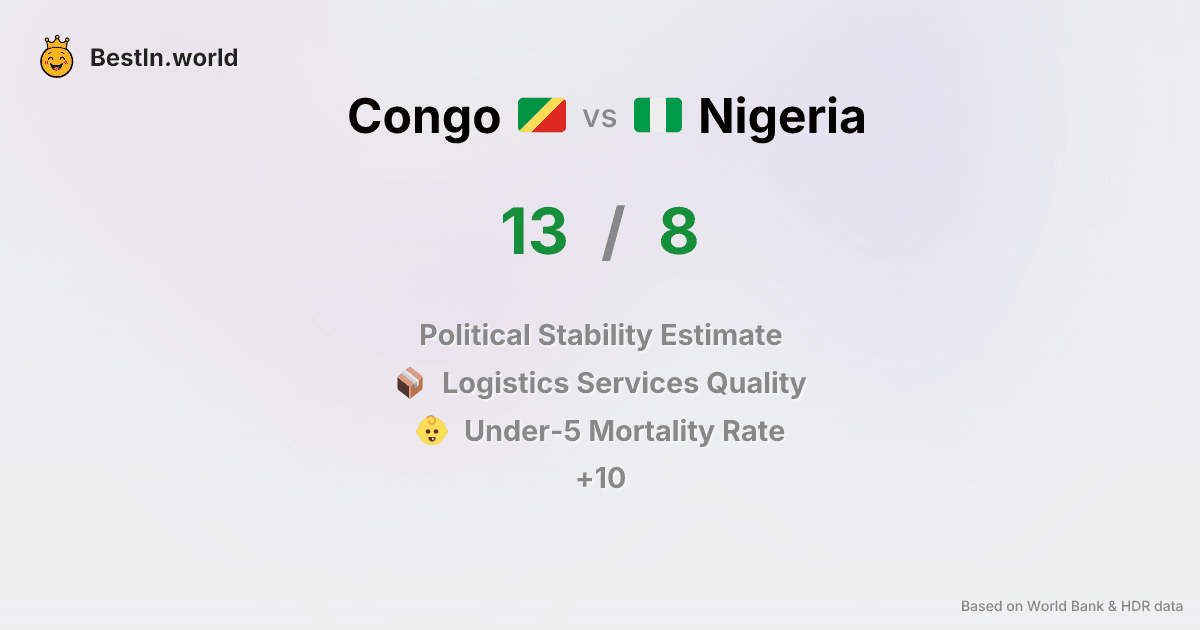 BestIn.world
Congo vs Nigeria
13 / 8
Political Stability Estimate
Logistics Services Quality
Under-5 Mortality Rate
+10
Based on World Bank & HDR data